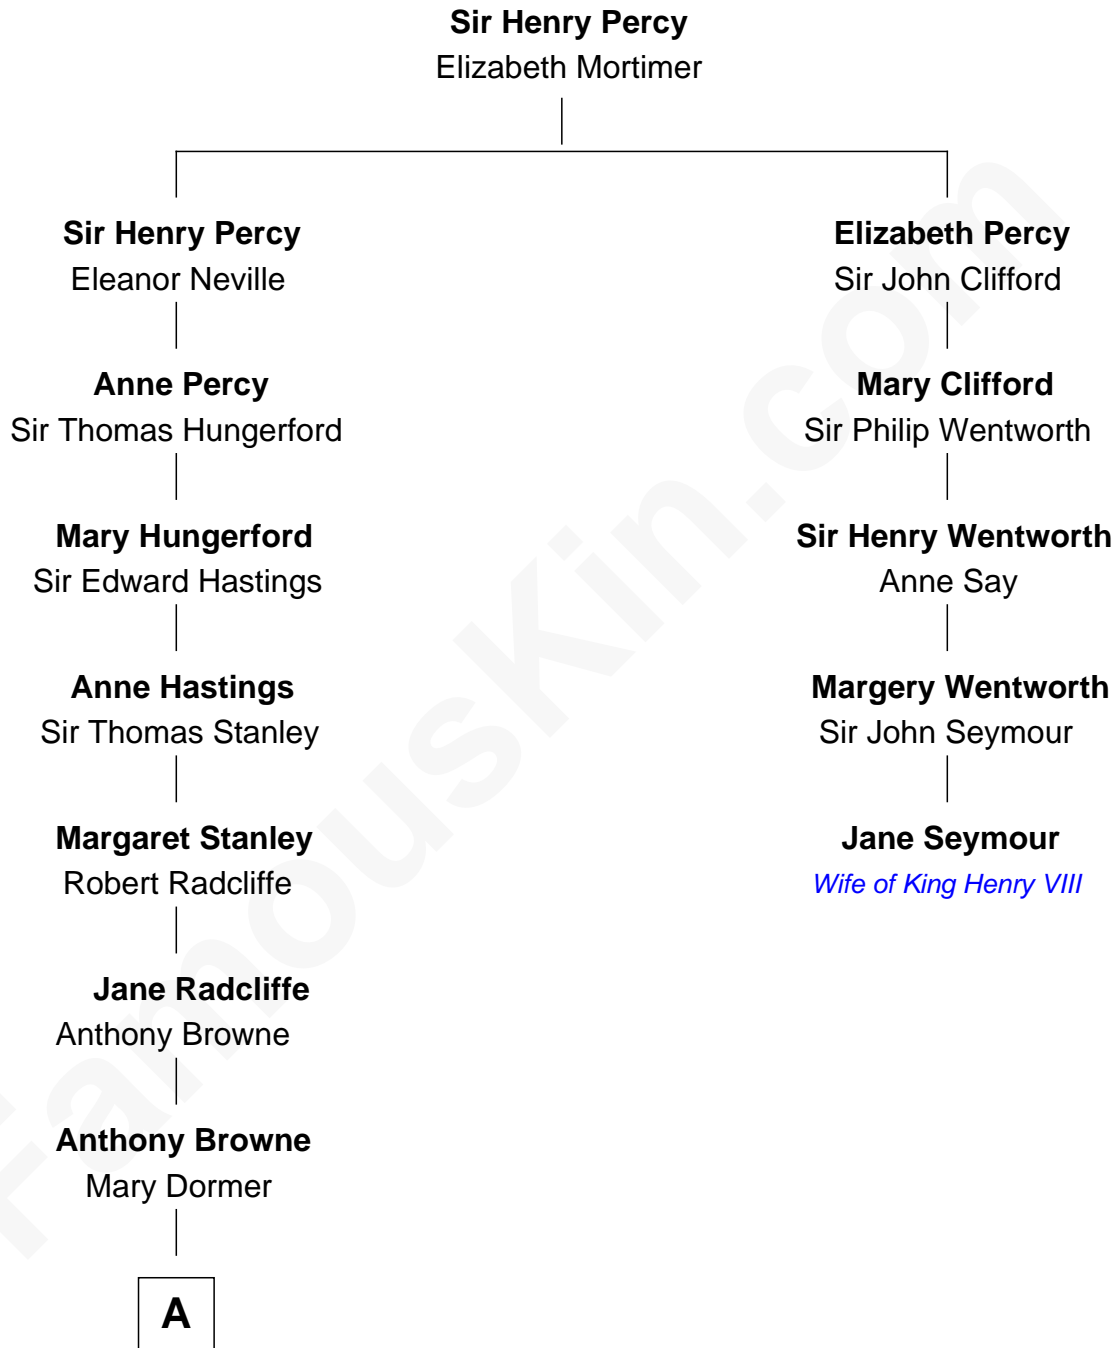 Sir Henry Percy
Elizabeth Mortimer
Sir Henry Percy
Eleanor Neville
Anne Percy
Sir Thomas Hungerford
Mary Hungerford
Sir Edward Hastings
Anne Hastings
Sir Thomas Stanley
Margaret Stanley
Robert Radcliffe
Jane Radcliffe
Anthony Browne
Anthony Browne
Mary Dormer
A
Elizabeth Percy
Sir John Clifford
Mary Clifford
Sir Philip Wentworth
Sir Henry Wentworth
Anne Say
Margery Wentworth
Sir John Seymour
Jane Seymour
Wife of King Henry VIII
FamousKin.com